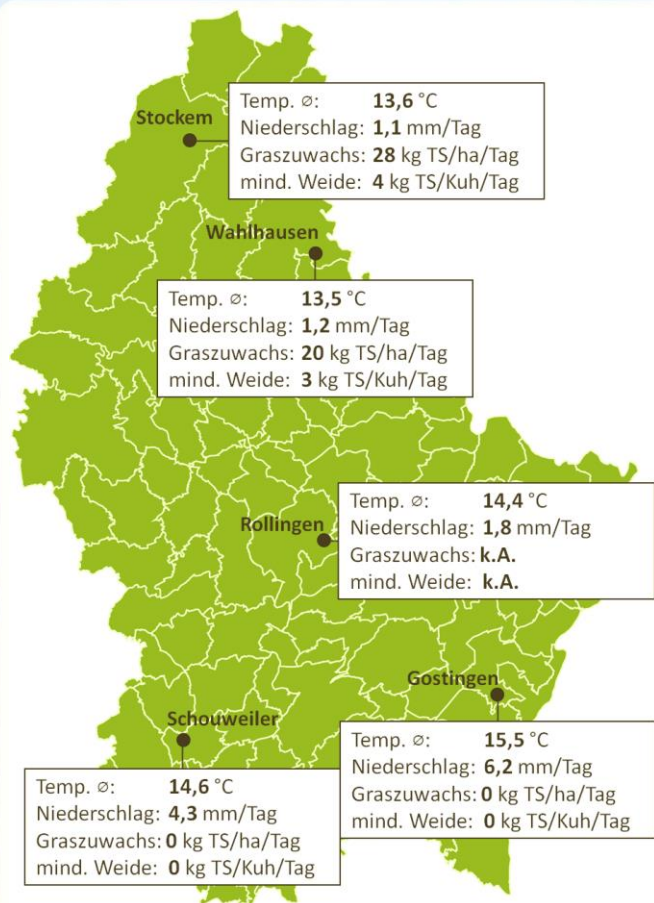 Stockem
Temp. ⌀: 13,6 °C
Niederschlag: 1,1 mm/Tag
Graszuwachs: 28 kg TS/ha/Tag
mind. Weide: 4 kg TS/Kuh/Tag
Wahlhausen
Temp. ⌀: 13,5 °C
Niederschlag: 1,2 mm/Tag
Graszuwachs: 20 kg TS/ha/Tag
mind. Weide: 3 kg TS/Kuh/Tag
Rollingen
Temp. ⌀: 14,4 °C
Niederschlag: 1,8 mm/Tag
Graszuwachs: k.A.
mind. Weide: k.A.
Gostingen
Temp. ⌀: 15,5 °C
Niederschlag: 6,2 mm/Tag
Graszuwachs: 0 kg TS/ha/Tag
mind. Weide: 0 kg TS/Kuh/Tag
Schouweiler
Temp. ⌀: 14,6 °C
Niederschlag: 4,3 mm/Tag
Graszuwachs: 0 kg TS/ha/Tag
mind. Weide: 0 kg TS/Kuh/Tag